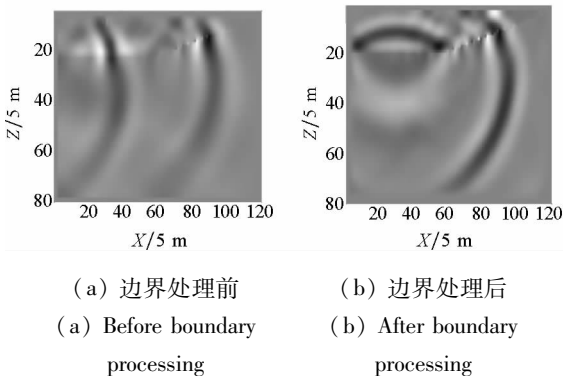 20
40
60
80
Z/5 m
20 40 60 80 100 120
X/5 m
(a) 边界处理前
(a) Before boundary
processing
20
40
60
80
Z/5 m
20 40 60 80 100 120
X/5 m
(b) 边界处理后
(b) After boundary
processing